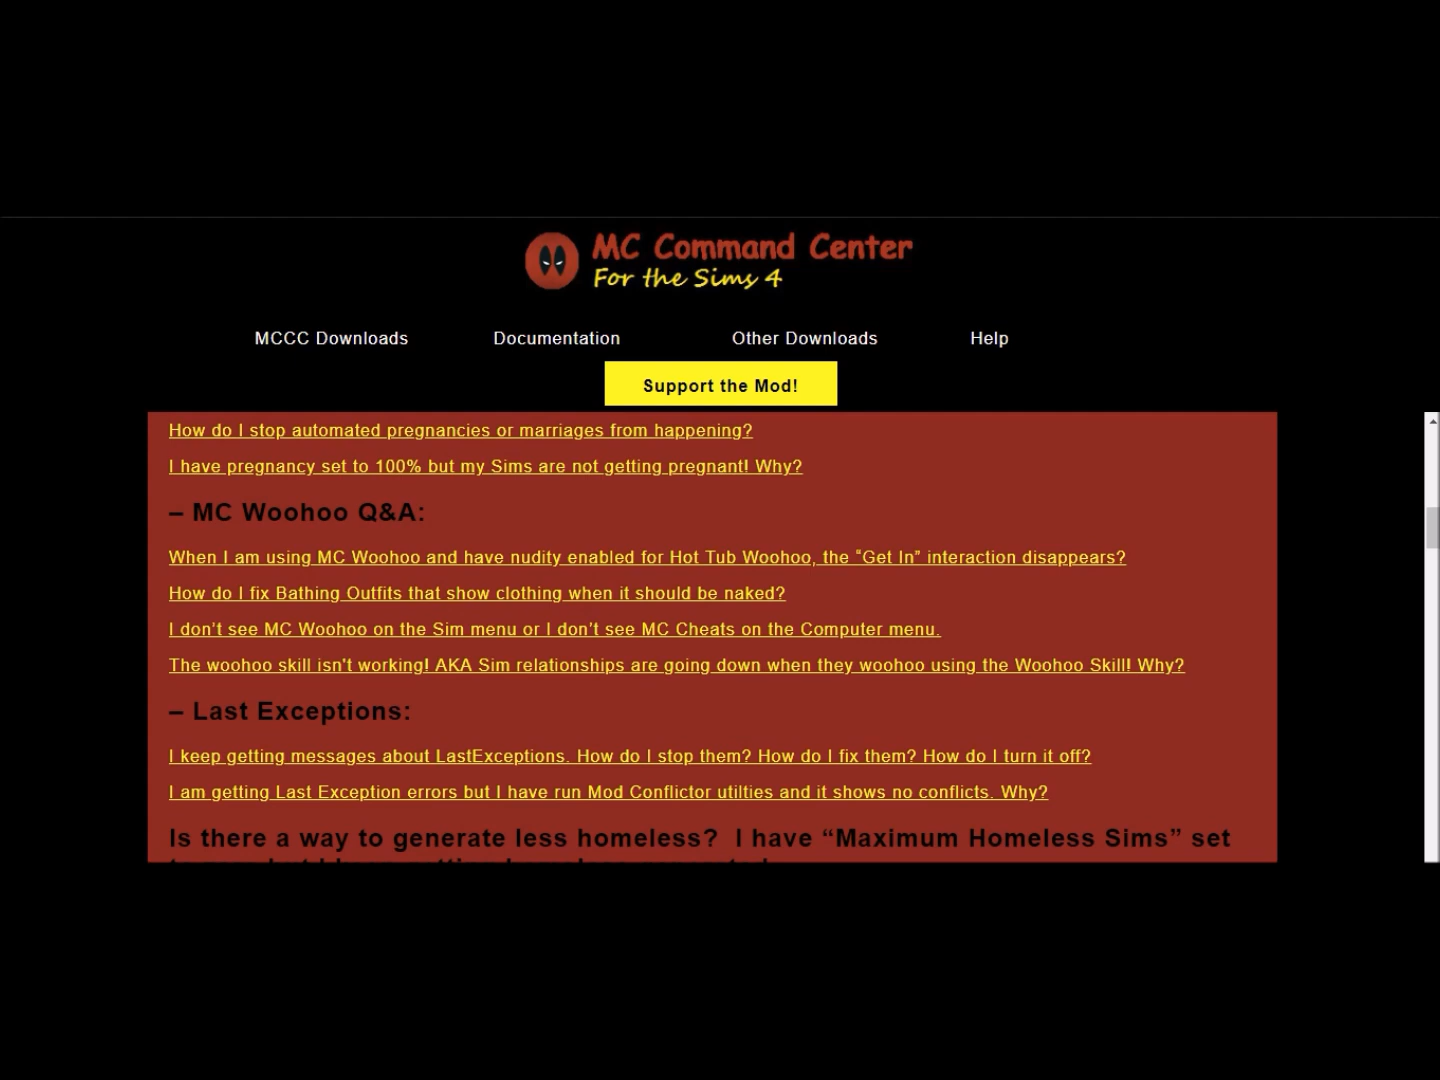 MC Command Center
For the Sims 4
MCCC Downloads
Documentation
Other Downloads
Help
Support the Mod!
How do I stop automated pregnancies or marriages from happening?
I have pregnancy set to 100% but my Sims are not getting pregnant! Why?
– MC Woohoo Q&A:
When I am using MC Woohoo and have nudity enabled for Hot Tub Woohoo, the “Get In” interaction disappears?
How do I fix Bathing Outfits that show clothing when it should be naked?
I don’t see MC Woohoo on the Sim menu or I don’t see MC Cheats on the Computer menu.
The woohoo skill isn't working! AKA Sim relationships are going down when they woohoo using the Woohoo Skill! Why?
– Last Exceptions:
I keep getting messages about LastExceptions. How do I stop them? How do I fix them? How do I turn it off?
I am getting Last Exception errors but I have run Mod Conflictor utilties and it shows no conflicts. Why?
Is there a way to generate less homeless?  I have “Maximum Homeless Sims” set